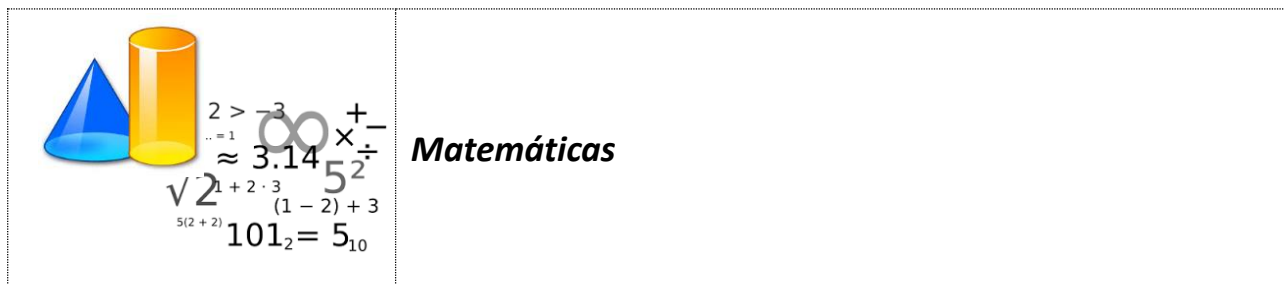 2 > −3
.. = 1
∞
+
×
−
÷
≈ 3.14
5²
√2
1 + 2 · 3
(1 − 2) + 3
5(2 + 2)
101₂ = 5₁₀
Matemáticas